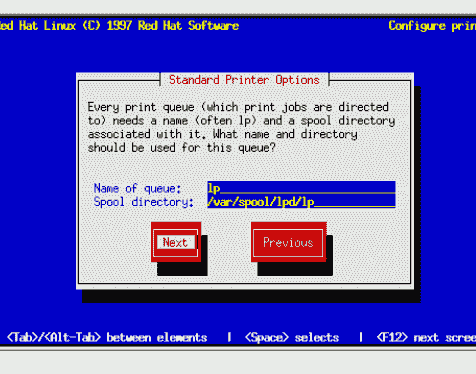 ed Hat Linux (C) 1997 Red Hat Software Configure prin
Standard Printer Options
Every print queue (which print jobs are directed
to) needs a name (often lp) and a spool directory
associated with it. What name and directory
should be used for this queue?
Name of queue: lp
Spool directory: /var/spool/lpd/lp
Next Previous
<Tab>/<Alt-Tab> between elements | <Space> selects | <F12> next scree